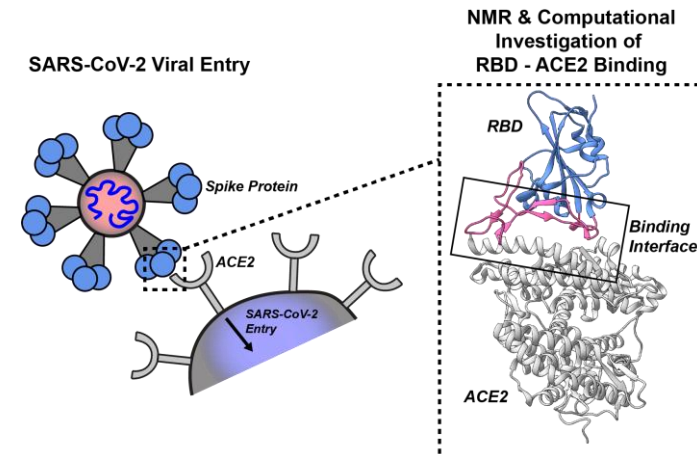 SARS-CoV-2 Viral Entry
Spike Protein
ACE2
SARS-CoV-2
Entry
NMR & Computational
Investigation of
RBD - ACE2 Binding
RBD
Binding
Interface
ACE2